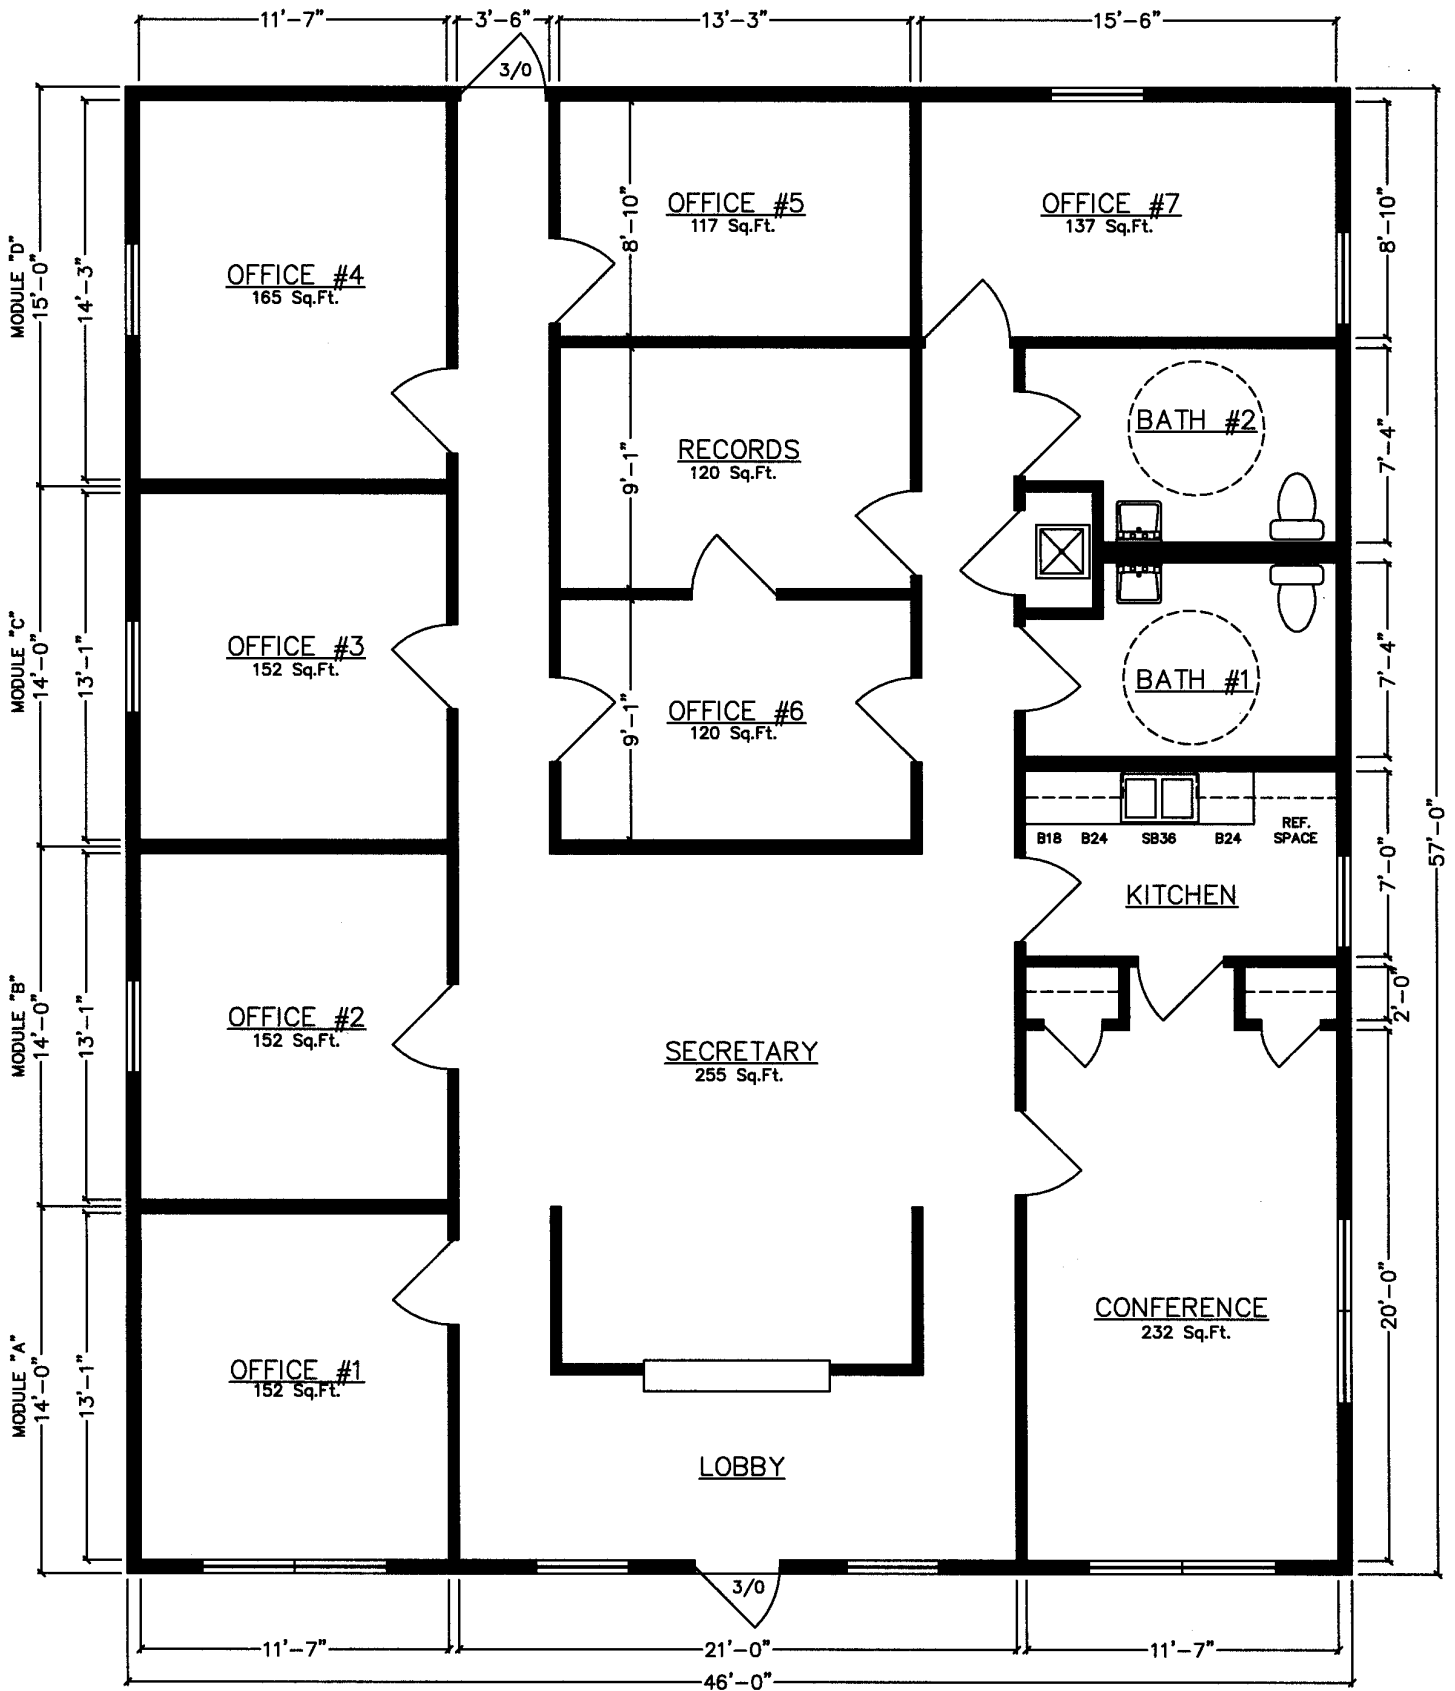 11'-7"
3'-6"
13'-3"
15'-6"
3/0
OFFICE #5
117 Sq.Ft.
OFFICE #7
137 Sq.Ft.
8'-10"
8'-10"
MODULE "D"
15'-0"
14'-3"
OFFICE #4
165 Sq.Ft.
BATH #2
7'-4"
RECORDS
120 Sq.Ft.
9'-1"
MODULE "C"
14'-0"
13'-1"
OFFICE #3
152 Sq.Ft.
BATH #1
7'-4"
OFFICE #6
120 Sq.Ft.
9'-1"
B18
B24
SB36
B24
REF.
SPACE
57'-0"
7'-0"
KITCHEN
2'-0"
MODULE "B"
14'-0"
13'-1"
OFFICE #2
152 Sq.Ft.
SECRETARY
255 Sq.Ft.
CONFERENCE
232 Sq.Ft.
20'-0"
MODULE "A"
14'-0"
13'-1"
OFFICE #1
152 Sq.Ft.
LOBBY
3/0
11'-7"
21'-0"
11'-7"
46'-0"